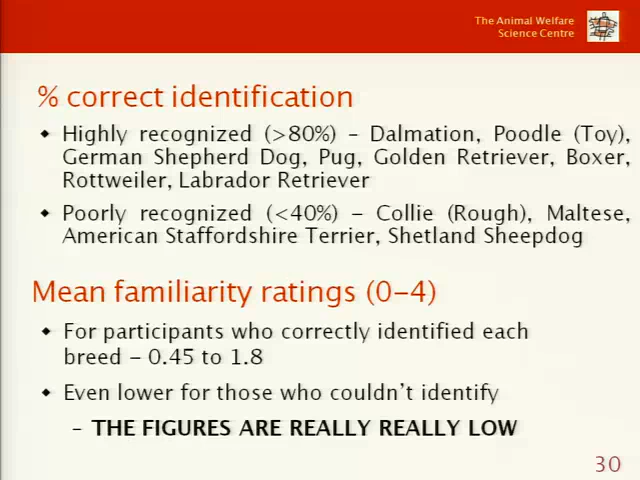 The Animal Welfare
Science Centre
% correct identification
◆ Highly recognized (>80%) – Dalmation, Poodle (Toy),
German Shepherd Dog, Pug, Golden Retriever, Boxer,
Rottweiler, Labrador Retriever
◆ Poorly recognized (<40%) – Collie (Rough), Maltese,
American Staffordshire Terrier, Shetland Sheepdog
Mean familiarity ratings (0–4)
◆ For participants who correctly identified each
breed – 0.45 to 1.8
◆ Even lower for those who couldn't identify
– THE FIGURES ARE REALLY REALLY LOW
30